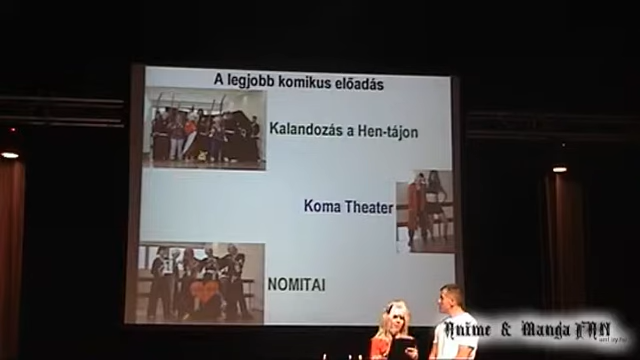 A legjobb komikus előadás
Kalandozás a Hen-tájon
Koma Theater
NOMITAI
Anime & Manga FAN